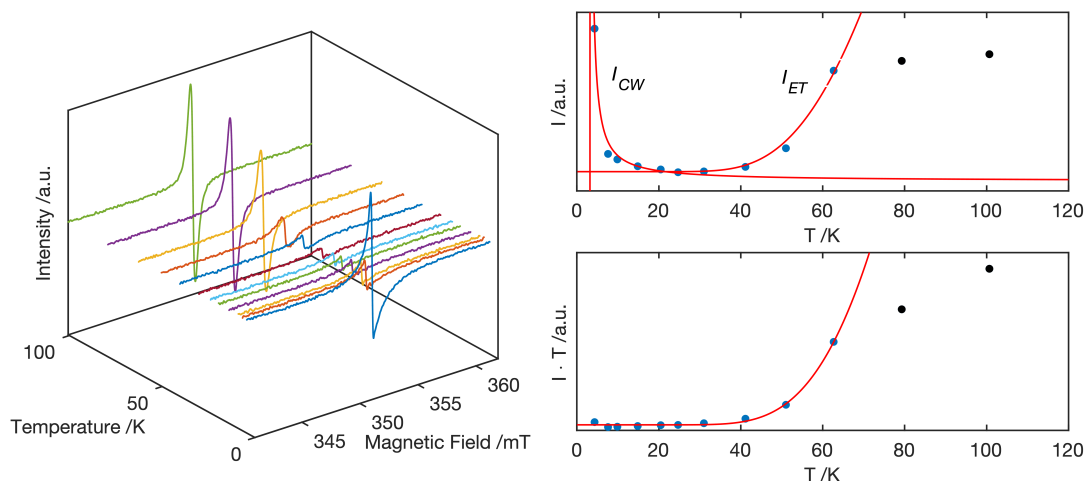 Intensity /a.u.
100
50
0
Temperature /K
345
350
355
360
Magnetic Field /mT
I /a.u.
I_CW
I_ET
0 20 40 60 80 100 120
T /K
I · T /a.u.
0 20 40 60 80 100 120
T /K